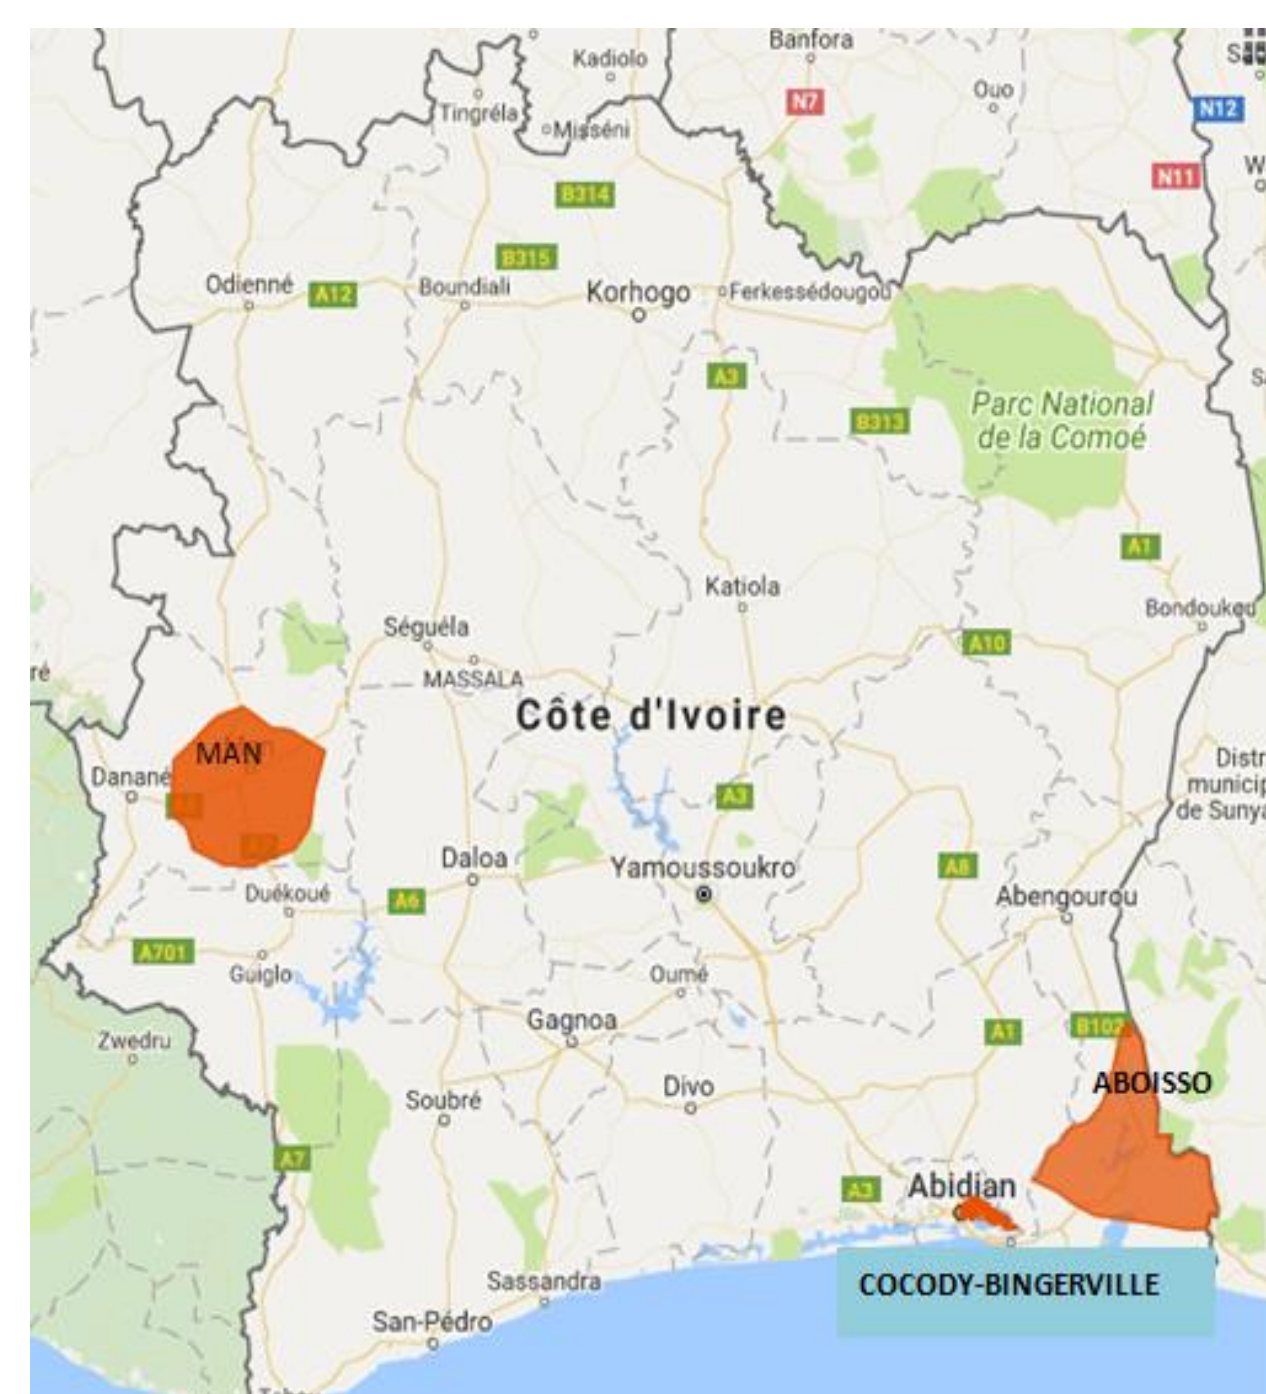 Banfora
Kadiolo
Ouo
N7
N12
Tingréla
Misséni
N11
B314
B315
Odienné
A12
Boundiali
Korhogo
Ferkessédougou
A3
Parc National
de la Comoé
B313
A1
Katiola
Bondoukou
Séguéla
A10
MASSALA
ré
Côte d'Ivoire
MAN
Danané
Distr
municip
de Sunya
A3
Daloa
Yamoussoukro
A8
Duékoué
A6
Abengourou
A701
Guiglo
Oumé
Gagnoa
A1
B102
Zwedru
ABOISSO
Soubré
Divo
A7
A3
Abidjan
Sassandra
COCODY-BINGERVILLE
San-Pédro